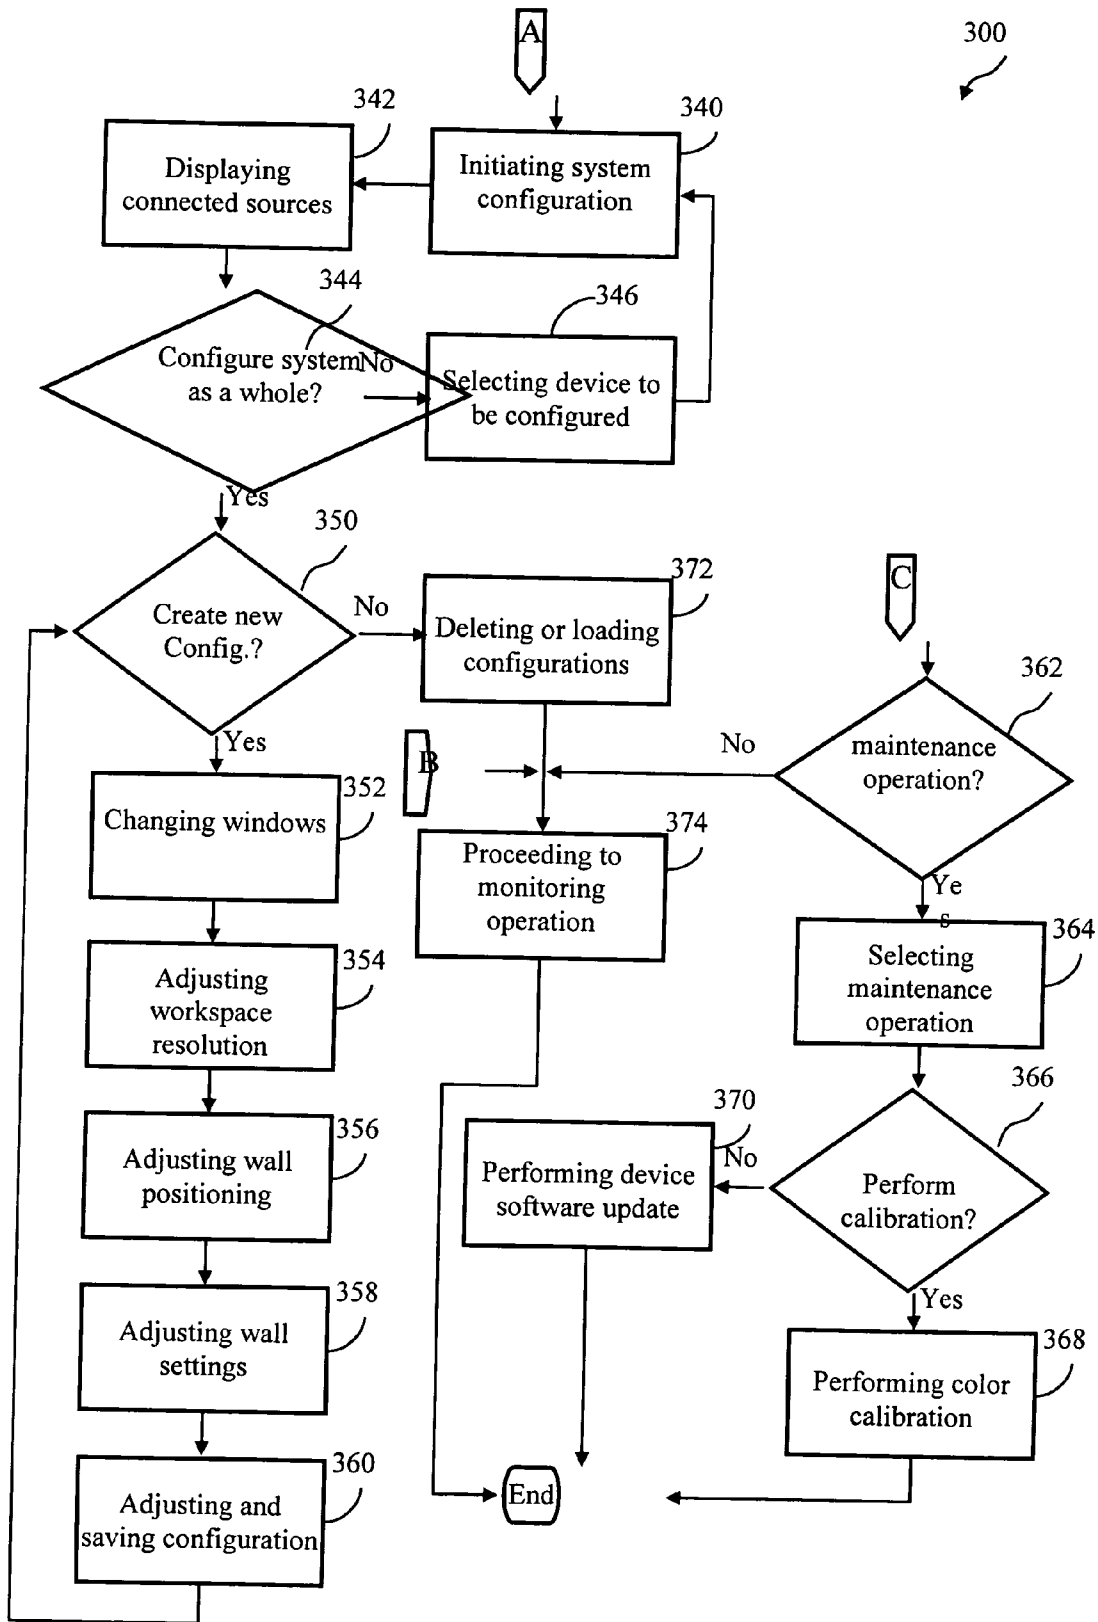 A
300
342
340
Displaying
connected sources
Initiating system
configuration
344
346
Configure system
as a whole?
No
Selecting device to
be configured
Yes
350
Create new
Config.?
No
372
Deleting or loading
configurations
C
362
maintenance
operation?
No
B
Yes
352
Changing windows
374
Proceeding to
monitoring
operation
Ye
s
364
Selecting
maintenance
operation
354
Adjusting
workspace
resolution
366
Perform
calibration?
No
370
Performing device
software update
356
Adjusting wall
positioning
Yes
358
Adjusting wall
settings
368
Performing color
calibration
360
Adjusting and
saving configuration
End